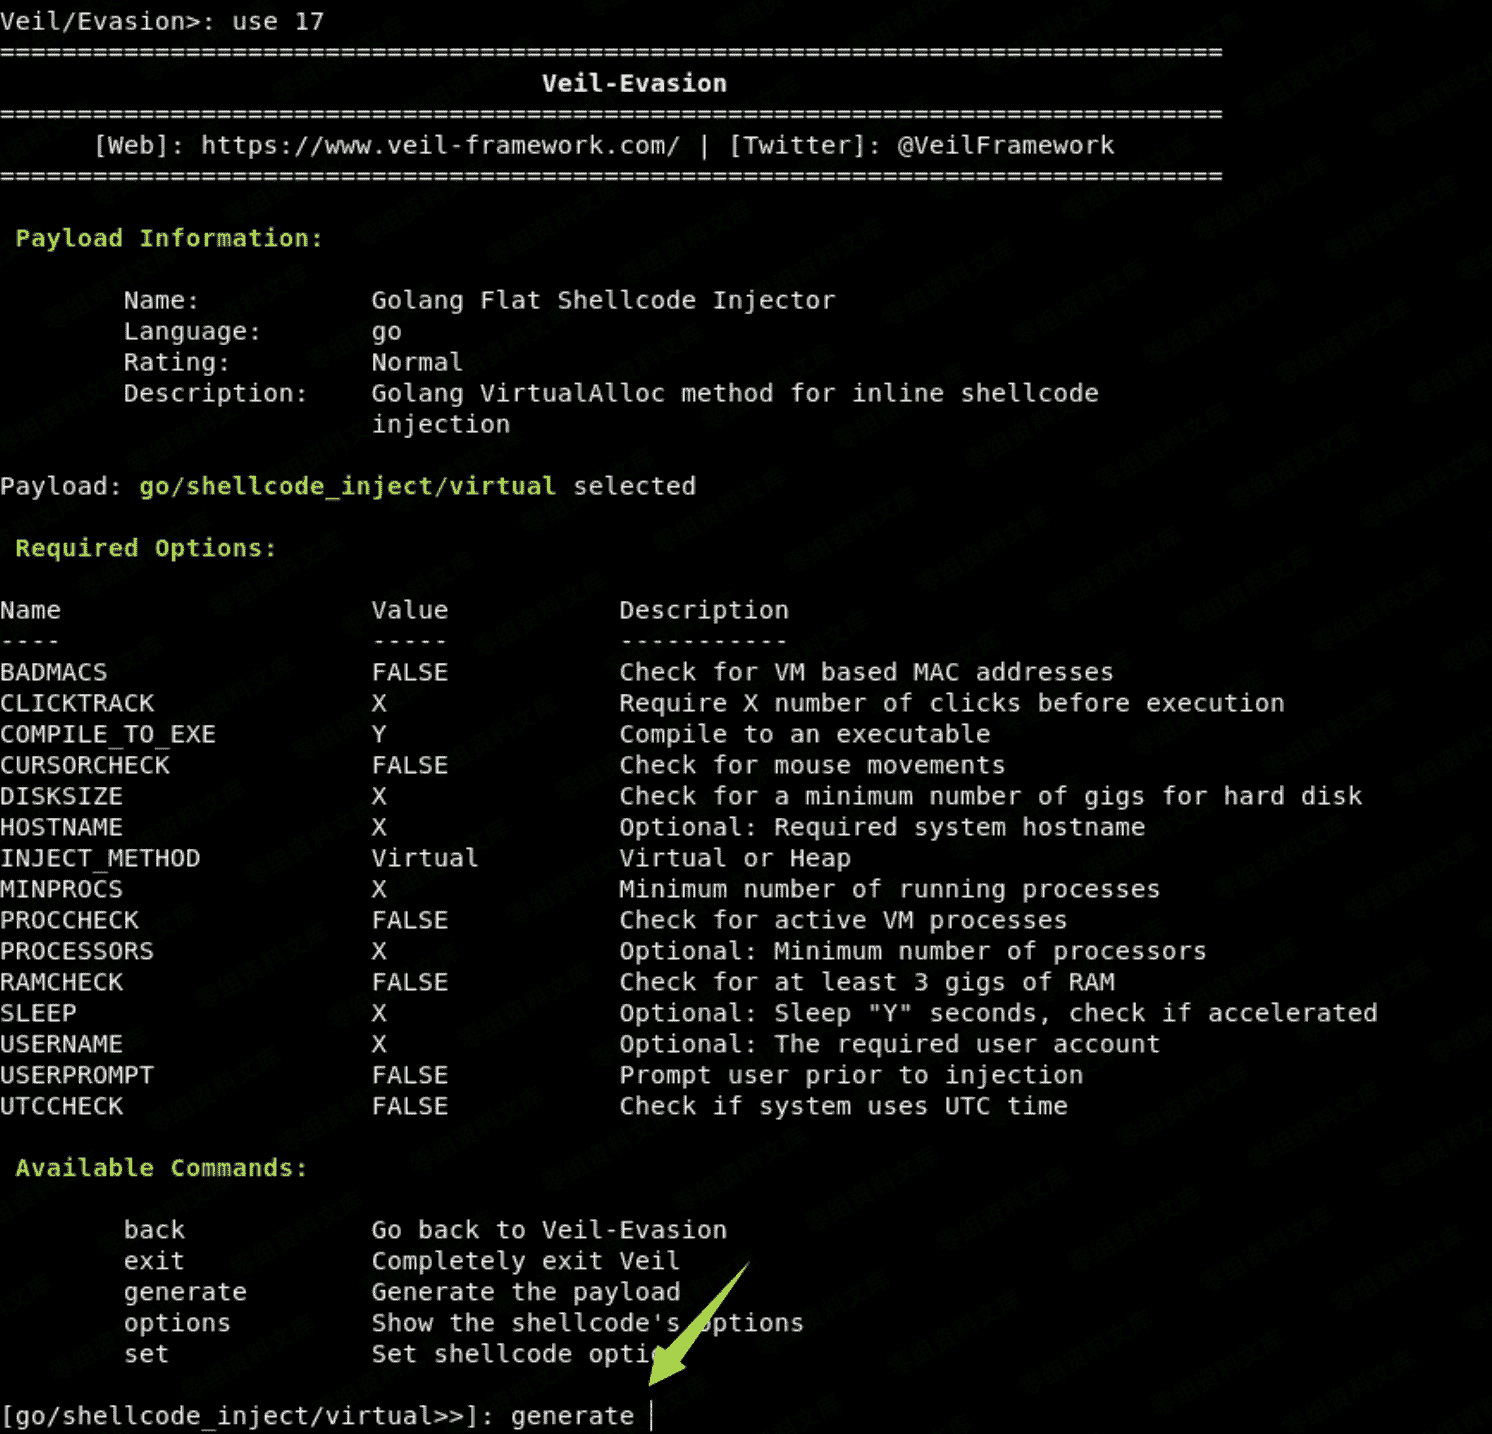 Veil/Evasion>: use 17
===============================================================================
Veil-Evasion
===============================================================================
[Web]: https://www.veil-framework.com/ | [Twitter]: @VeilFramework
===============================================================================
Payload Information:
Name: Golang Flat Shellcode Injector
Language: go
Rating: Normal
Description: Golang VirtualAlloc method for inline shellcode
injection
Payload: go/shellcode_inject/virtual selected
Required Options:
Name Value Description
---- ----- -----------
BADMACS FALSE Check for VM based MAC addresses
CLICKTRACK X Require X number of clicks before execution
COMPILE_TO_EXE Y Compile to an executable
CURSORCHECK FALSE Check for mouse movements
DISKSIZE X Check for a minimum number of gigs for hard disk
HOSTNAME X Optional: Required system hostname
INJECT_METHOD Virtual Virtual or Heap
MINPROCS X Minimum number of running processes
PROCCHECK FALSE Check for active VM processes
PROCESSORS X Optional: Minimum number of processors
RAMCHECK FALSE Check for at least 3 gigs of RAM
SLEEP X Optional: Sleep "Y" seconds, check if accelerated
USERNAME X Optional: The required user account
USERPROMPT FALSE Prompt user prior to injection
UTCCHECK FALSE Check if system uses UTC time
Available Commands:
back Go back to Veil-Evasion
exit Completely exit Veil
generate Generate the payload
options Show the shellcode's options
set Set shellcode opti
[go/shellcode_inject/virtual>>]: generate